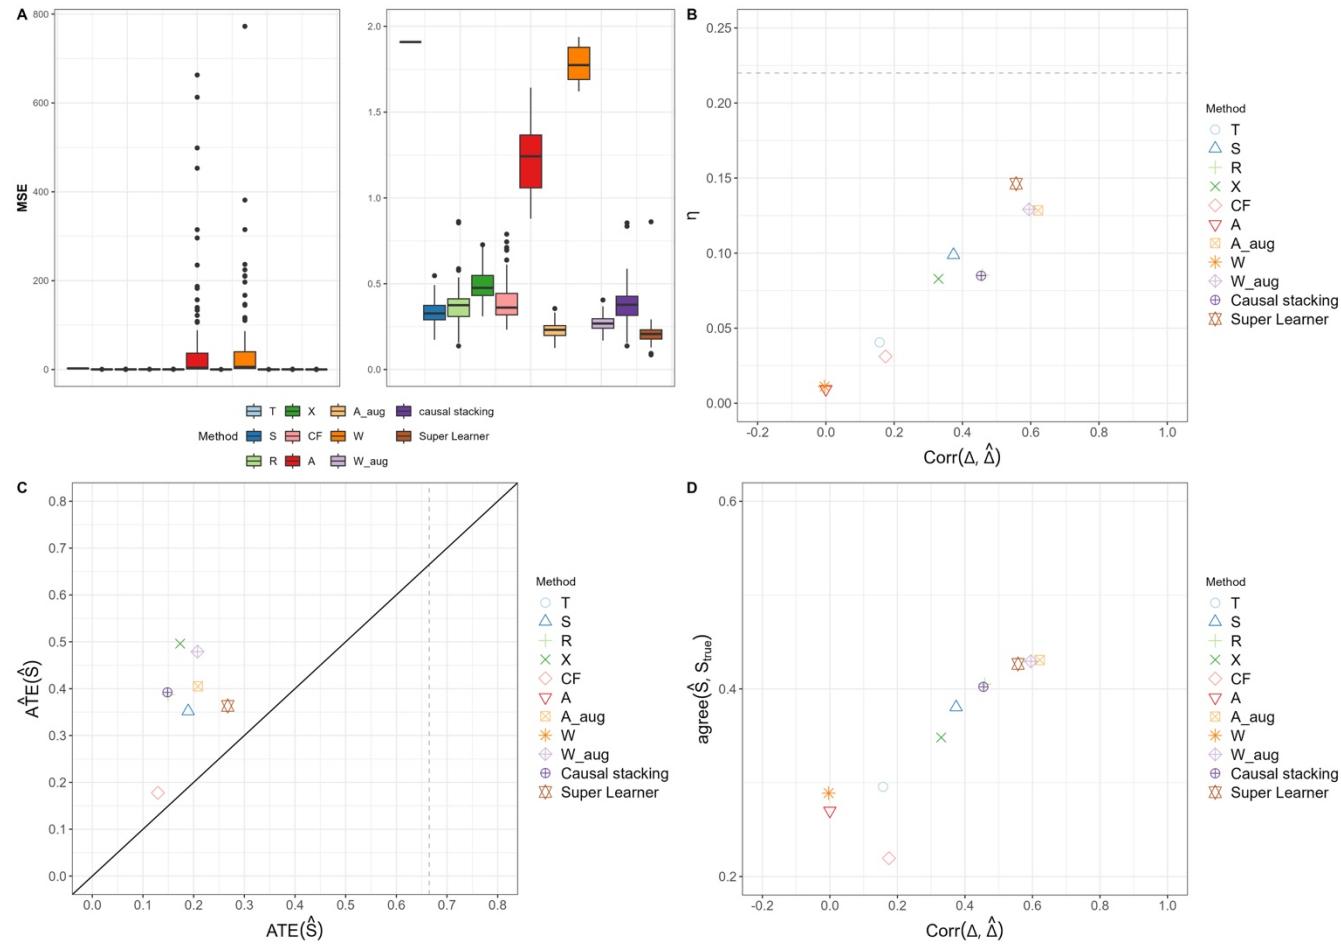 A
MSE
800
600
400
200
0
2.0
1.5
1.0
0.5
0.0
Method
T
X
A_aug
causal stacking
S
CF
W
Super Learner
R
A
W_aug
B
η
0.25
0.20
0.15
0.10
0.05
0.00
-0.2 0.0 0.2 0.4 0.6 0.8 1.0
Corr(Δ, Δ̂)
Method
T
S
R
X
CF
A
A_aug
W
W_aug
Causal stacking
Super Learner
C
AT̂E(Ŝ)
0.8
0.7
0.6
0.5
0.4
0.3
0.2
0.1
0.0
0.0 0.1 0.2 0.3 0.4 0.5 0.6 0.7 0.8
ATE(Ŝ)
Method
T
S
R
X
CF
A
A_aug
W
W_aug
Causal stacking
Super Learner
D
agree(Ŝ, Strue)
0.6
0.4
0.2
-0.2 0.0 0.2 0.4 0.6 0.8 1.0
Corr(Δ, Δ̂)
Method
T
S
R
X
CF
A
A_aug
W
W_aug
Causal stacking
Super Learner